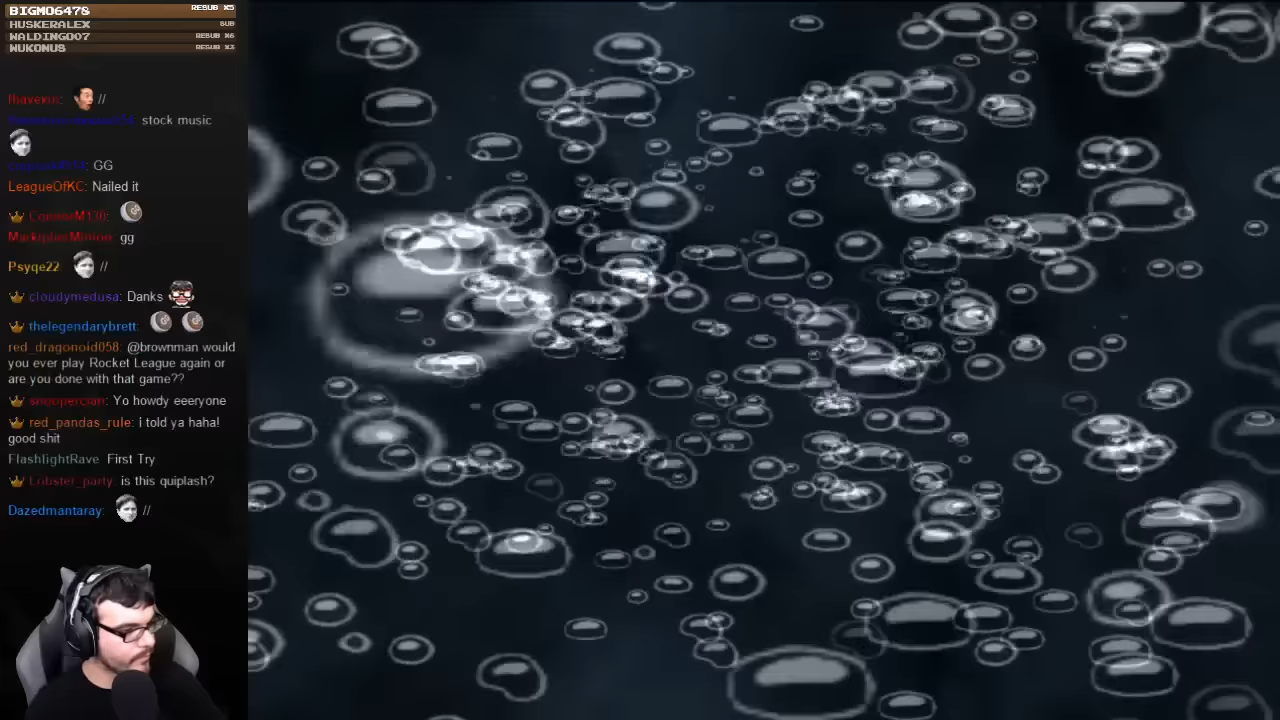 BIGMO6478 RESUB X5
HUSKERALEX SUB
WALDINGO07 RESUB X6
WUKONUS RESUB X3
//
stock music
GG
LeagueOfKC: Nailed it
gg
Psyqe22 //
cloudymedusa: Danks
thelegendarybrett:
red_dragonoid058: @brownman would
you ever play Rocket League again or
are you done with that game??
Yo howdy eeeryone
red_pandas_rule: i told ya haha!
good shit
FlashlightRave First Try
Lobster_party is this quiplash?
Dazedmantaray: //